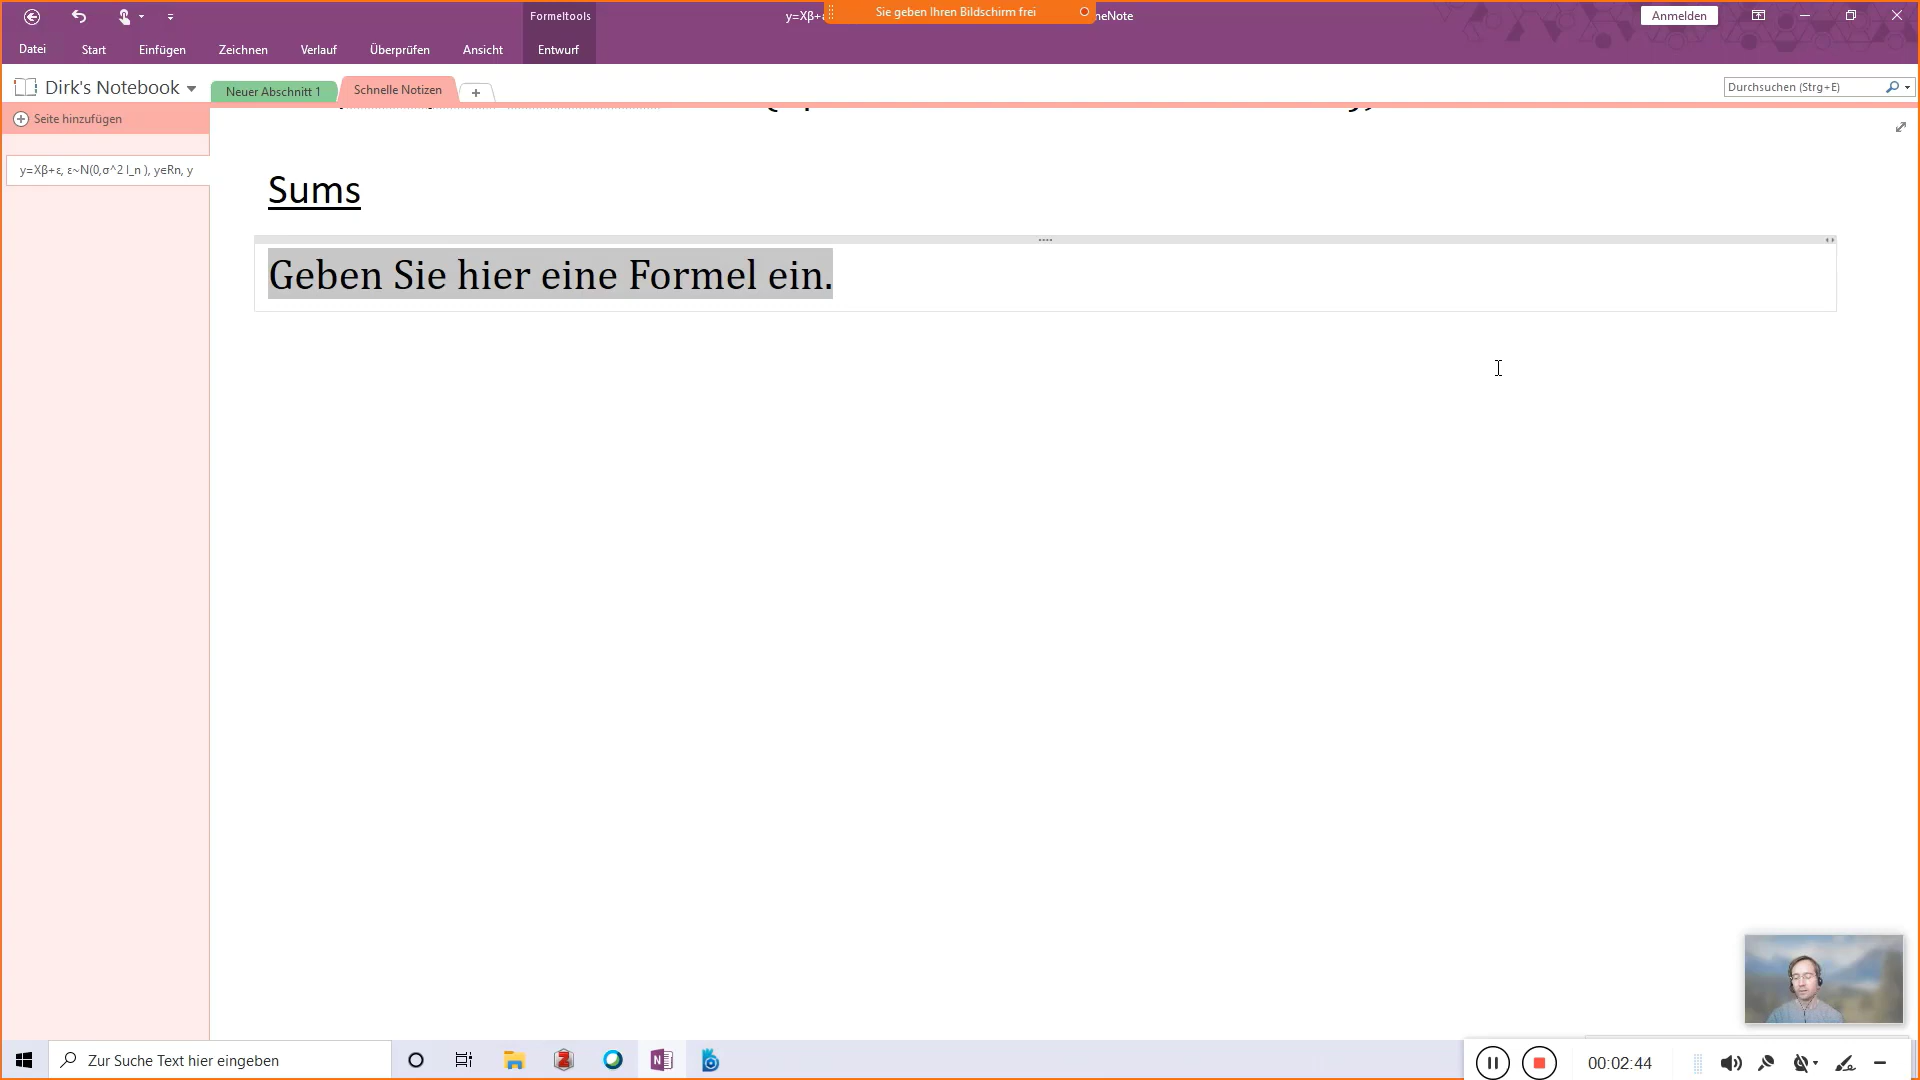 Formeltools
y=Xβ+ε
Sie geben Ihren Bildschirm frei
neNote
Anmelden
Datei
Start
Einfügen
Zeichnen
Verlauf
Überprüfen
Ansicht
Entwurf
Dirk's Notebook
Neuer Abschnitt 1
Schnelle Notizen
Durchsuchen (Strg+E)
Seite hinzufügen
y=Xβ+ε, ε~N(0,σ^2 I_n ), y∈Rn, y
Sums
Geben Sie hier eine Formel ein.
Zur Suche Text hier eingeben
00:02:44